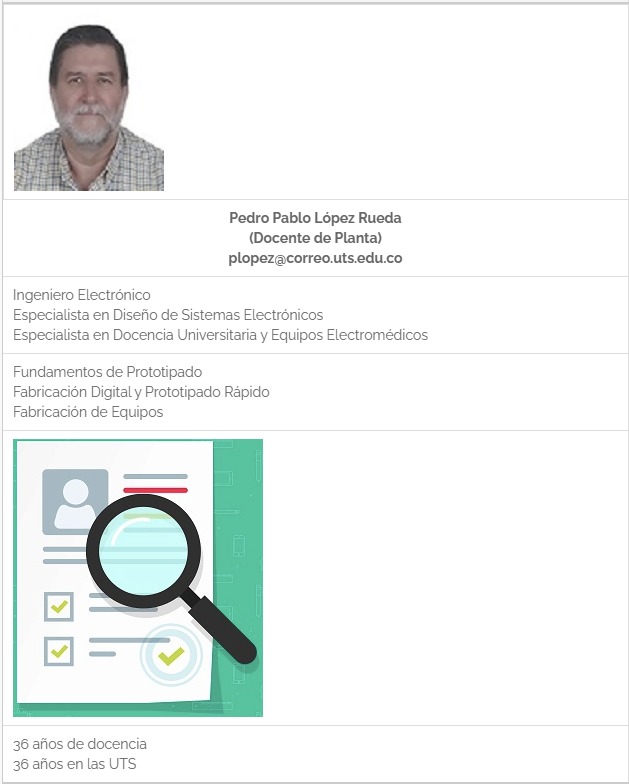 Pedro Pablo López Rueda
(Docente de Planta)
plopez@correo.uts.edu.co
Ingeniero Electrónico
Especialista en Diseño de Sistemas Electrónicos
Especialista en Docencia Universitaria y Equipos Electromédicos
Fundamentos de Prototipado
Fabricación Digital y Prototipado Rápido
Fabricación de Equipos
36 años de docencia
36 años en las UTS